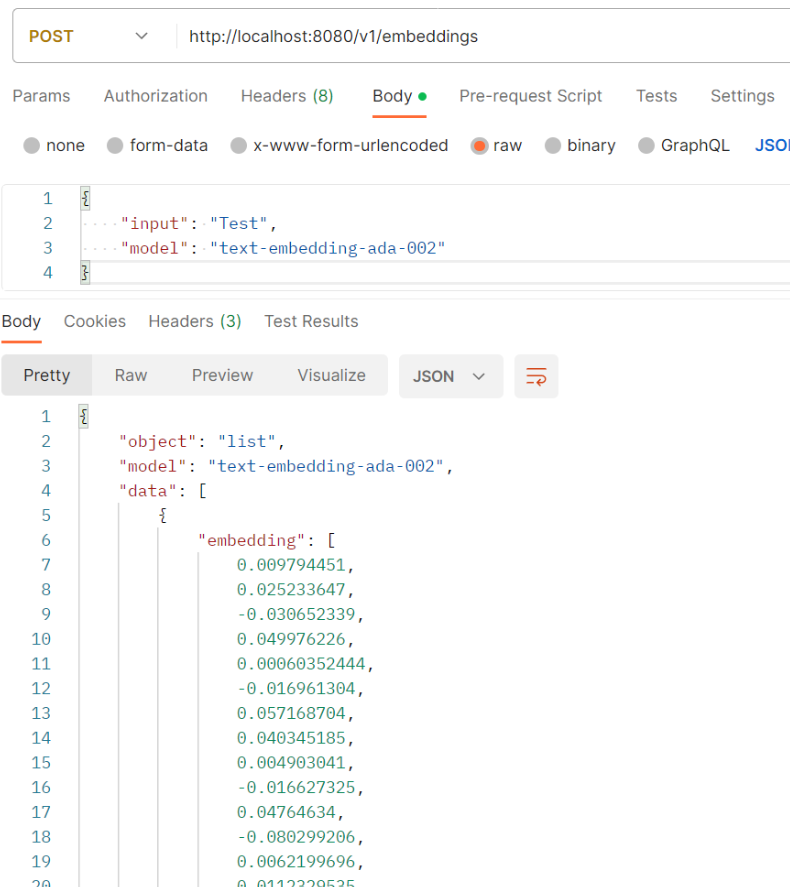 POST http://localhost:8080/v1/embeddings
Params Authorization Headers (8) Body Pre-request Script Tests Settings
none form-data x-www-form-urlencoded raw binary GraphQL
1 {
2 "input": "Test",
3 "model": "text-embedding-ada-002"
4 }
Body Cookies Headers (3) Test Results
Pretty Raw Preview Visualize JSON
1 {
2 "object": "list",
3 "model": "text-embedding-ada-002",
4 "data": [
5 {
6 "embedding": [
7 0.009794451,
8 0.025233647,
9 -0.030652339,
10 0.049976226,
11 0.00060352444,
12 -0.016961304,
13 0.057168704,
14 0.040345185,
15 0.004903041,
16 -0.016627325,
17 0.04764634,
18 -0.080299206,
19 0.0062199696,
20 0.0112329535